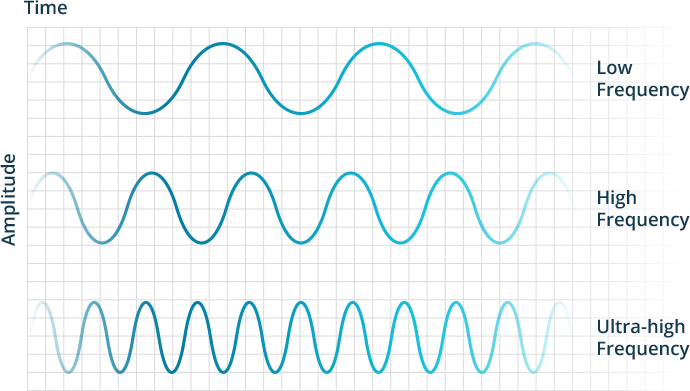 Time
Low
Frequency
Amplitude
High
Frequency
Ultra-high
Frequency